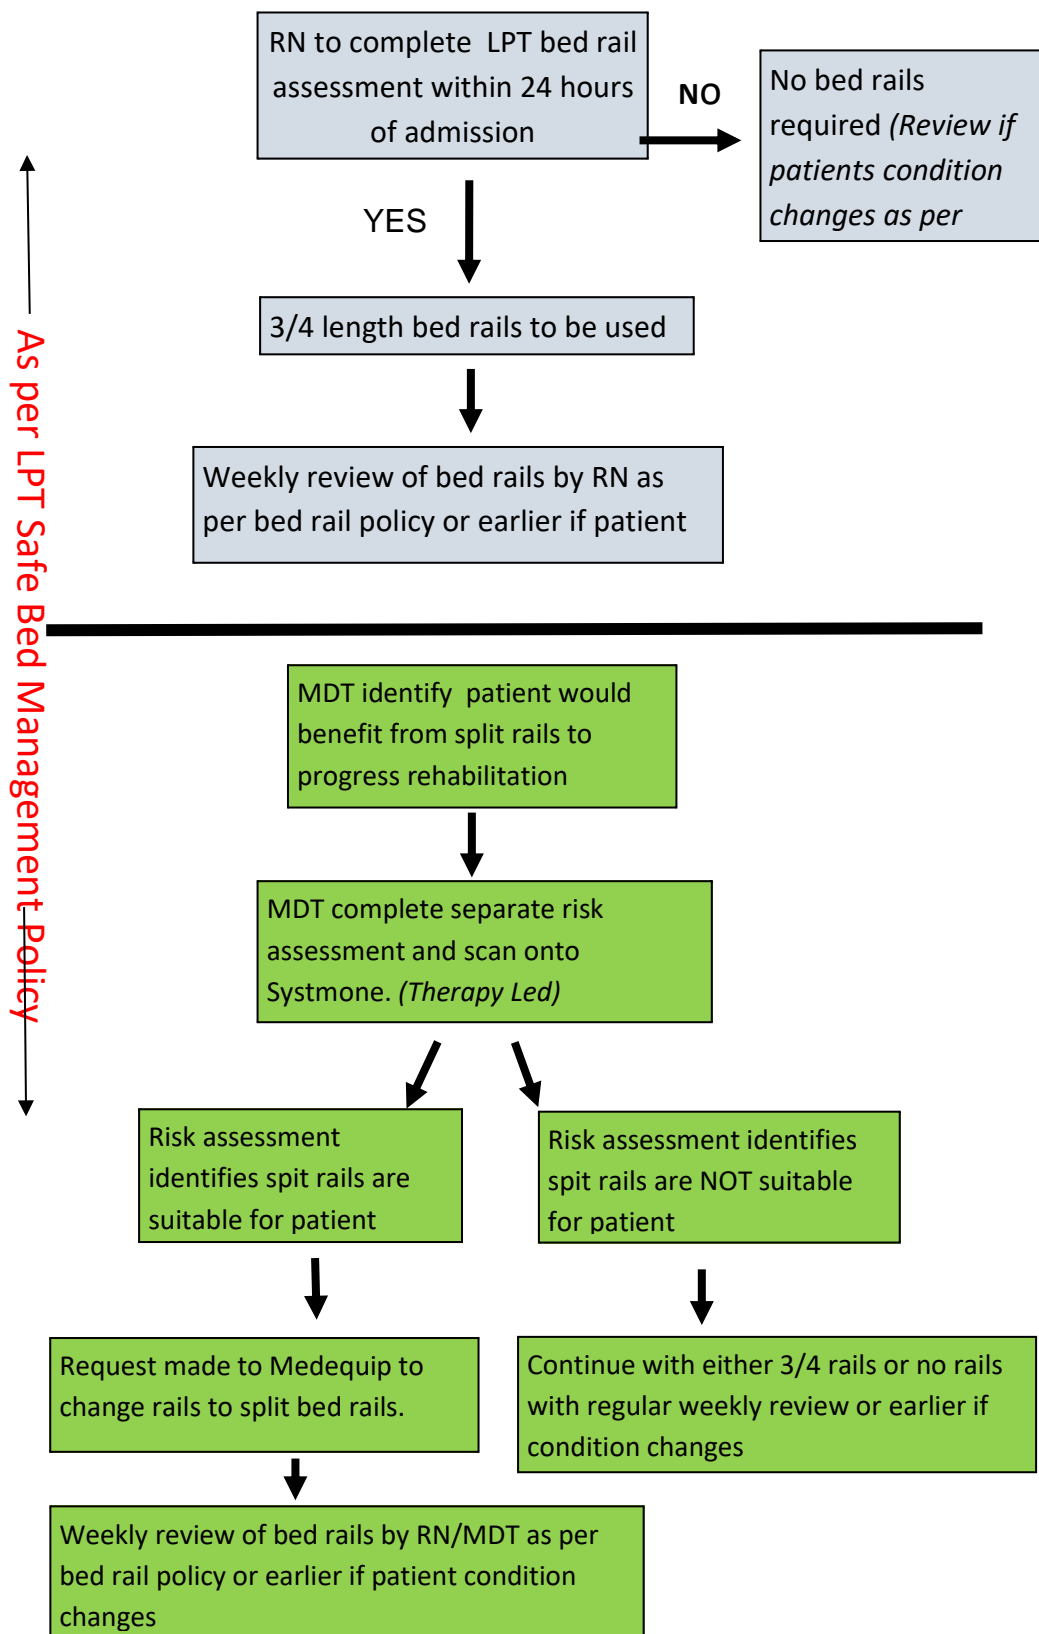 RN to complete  LPT bed rail
assessment within 24 hours
of admission
NO
No bed rails
required (Review if
patients condition
changes as per
YES
3/4 length bed rails to be used
Weekly review of bed rails by RN as
per bed rail policy or earlier if patient
As per LPT Safe Bed Management Policy
MDT identify  patient would
benefit from split rails to
progress rehabilitation
MDT complete separate risk
assessment and scan onto
Systmone. (Therapy Led)
Risk assessment
identifies spit rails are
suitable for patient
Risk assessment identifies
spit rails are NOT suitable
for patient
Request made to Medequip to
change rails to split bed rails.
Continue with either 3/4 rails or no rails
with regular weekly review or earlier if
condition changes
Weekly review of bed rails by RN/MDT as per
bed rail policy or earlier if patient condition
changes